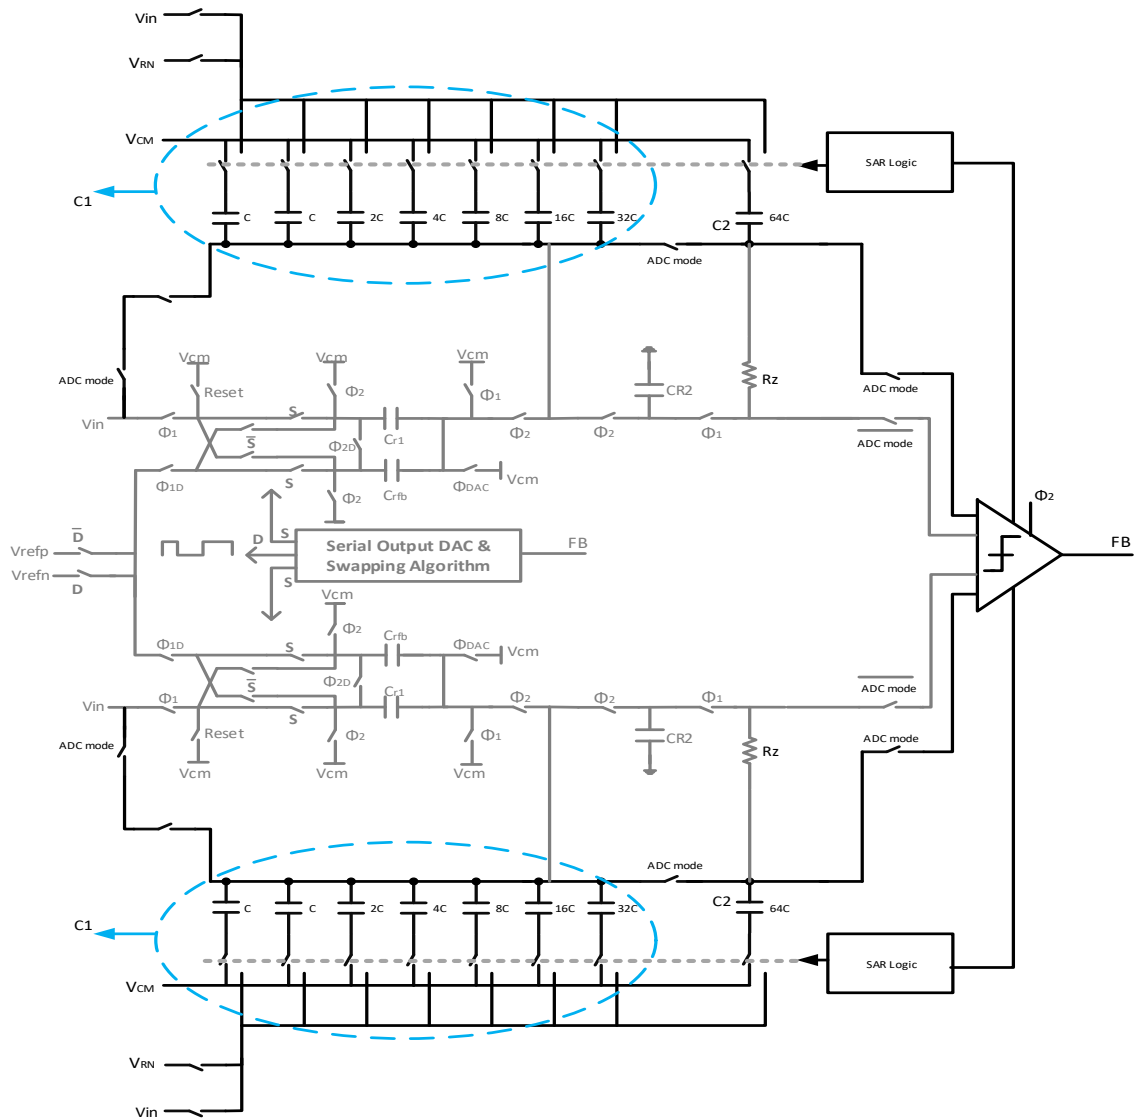 Vin
VRN
VCM
SAR Logic
C1
C C 2C 4C 8C 16C 32C C2 64C
ADC mode
Vcm Vcm Vcm
ADC mode Reset Φ2 Φ1 CR2 Rz ADC mode
Vin Φ1 S Cr1 Φ2 Φ2 Φ1 ADC mode
S̅ Φ2D
Φ1D S Crfb ΦDAC Vcm
Φ2 Φ2
D̅ S
Vrefp D Serial Output DAC & FB FB
Vrefn S Swapping Algorithm
D
Vcm
Φ2 Crfb
Φ1D S ΦDAC Vcm
S̅ Φ2D
Vin Φ1 S Cr1 Φ2 Φ2 Φ1 ADC mode
ADC mode Reset Φ2 Φ1 CR2 Rz ADC mode
Vcm Vcm Vcm
ADC mode
C C 2C 4C 8C 16C 32C C2 64C
C1
SAR Logic
VCM
VRN
Vin